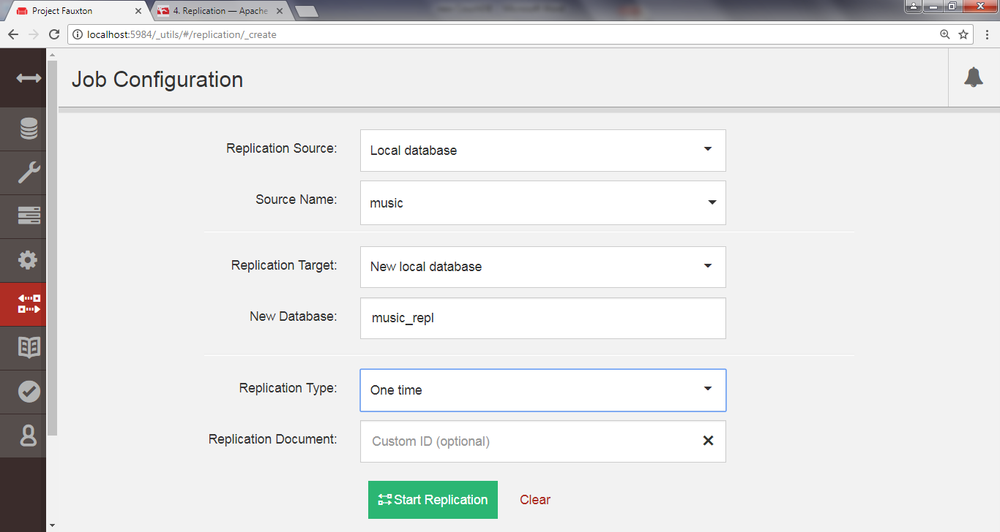 Project Fauxton
4. Replication — Apache
localhost:5984/_utils/#/replication/_create
Job Configuration
Replication Source:
Local database
Source Name:
music
Replication Target:
New local database
New Database:
music_repl
Replication Type:
One time
Replication Document:
Custom ID (optional)
Start Replication
Clear